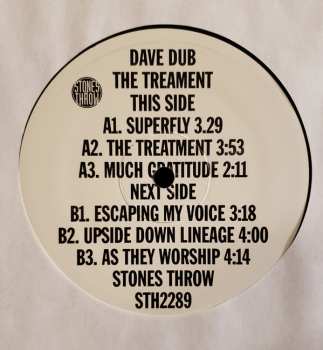 DAVE DUB
STONES
THROW
THE TREAMENT
THIS SIDE
A1. SUPERFLY 3.29
A2. THE TREATMENT 3:53
A3. MUCH GRATITUDE 2:11
NEXT SIDE
B1. ESCAPING MY VOICE 3:18
B2. UPSIDE DOWN LINEAGE 4:00
B3. AS THEY WORSHIP 4:14
STONES THROW
STH2289